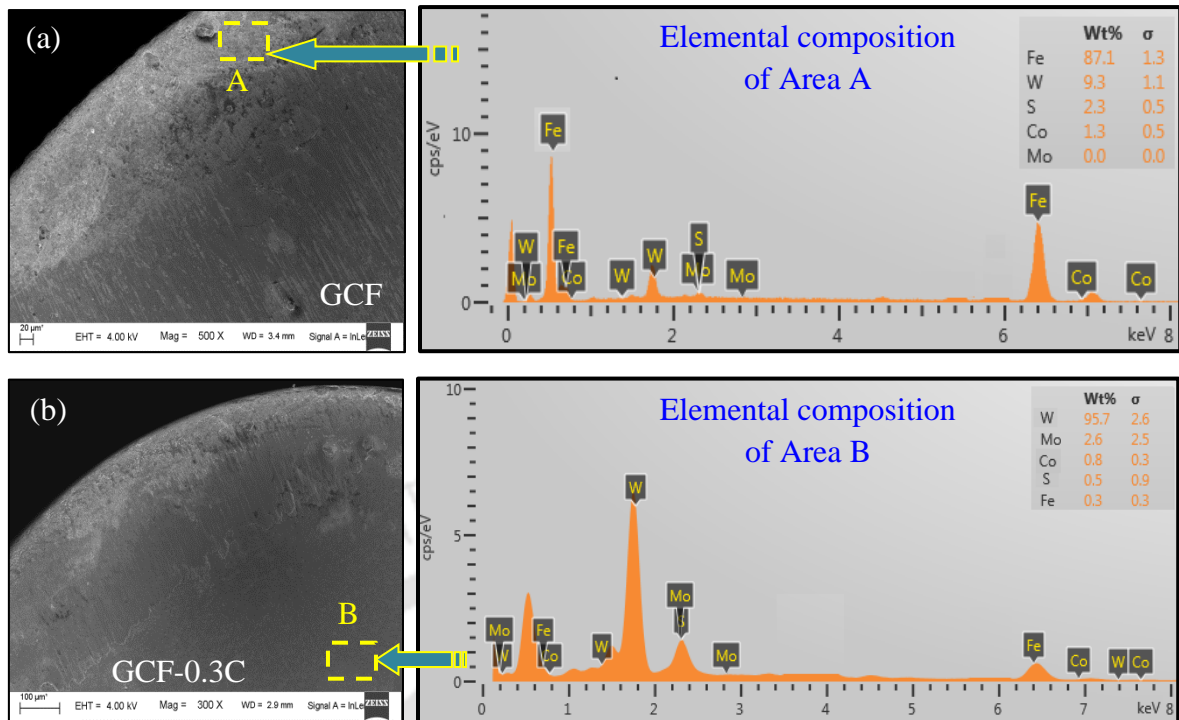 (a)
A
GCF
20 µm*
EHT = 4.00 kV Mag = 500 X WD = 3.4 mm Signal A = InLe
ZEISS
Elemental composition
of Area A
Wt% σ
Fe 87.1 1.3
W 9.3 1.1
S 2.3 0.5
Co 1.3 0.5
Mo 0.0 0.0
cps/eV
10
0
Fe
W
Fe
Mo
Co
W
W
S
Mo
Mo
Fe
Co
Co
0 2 4 6 keV 8
(b)
B
GCF-0.3C
100 µm*
EHT = 4.00 kV Mag = 300 X WD = 2.9 mm Signal A = InLe
ZEISS
Elemental composition
of Area B
Wt% σ
W 95.7 2.6
Mo 2.6 2.5
Co 0.8 0.3
S 0.5 0.9
Fe 0.3 0.3
cps/eV
10
5
0
Mo
W
Fe
Co
W
W
Mo
S
Mo
Fe
Co
W
Co
0 1 2 3 4 5 6 7 keV 8